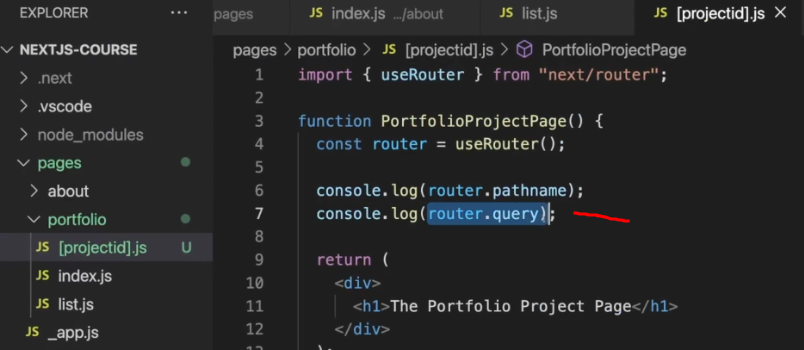 EXPLORER
NEXTJS-COURSE
.next
.vscode
node_modules
pages
about
portfolio
JS [projectid].js U
JS index.js
JS list.js
JS _app.js
pages JS index.js .../about JS list.js JS [projectid].js
pages > portfolio > JS [projectid].js > PortfolioProjectPage
1 import { useRouter } from "next/router";
2
3 function PortfolioProjectPage() {
4 const router = useRouter();
5
6 console.log(router.pathname);
7 console.log(router.query);
8
9 return (
10 <div>
11 <h1>The Portfolio Project Page</h1>
12 </div>
13 );